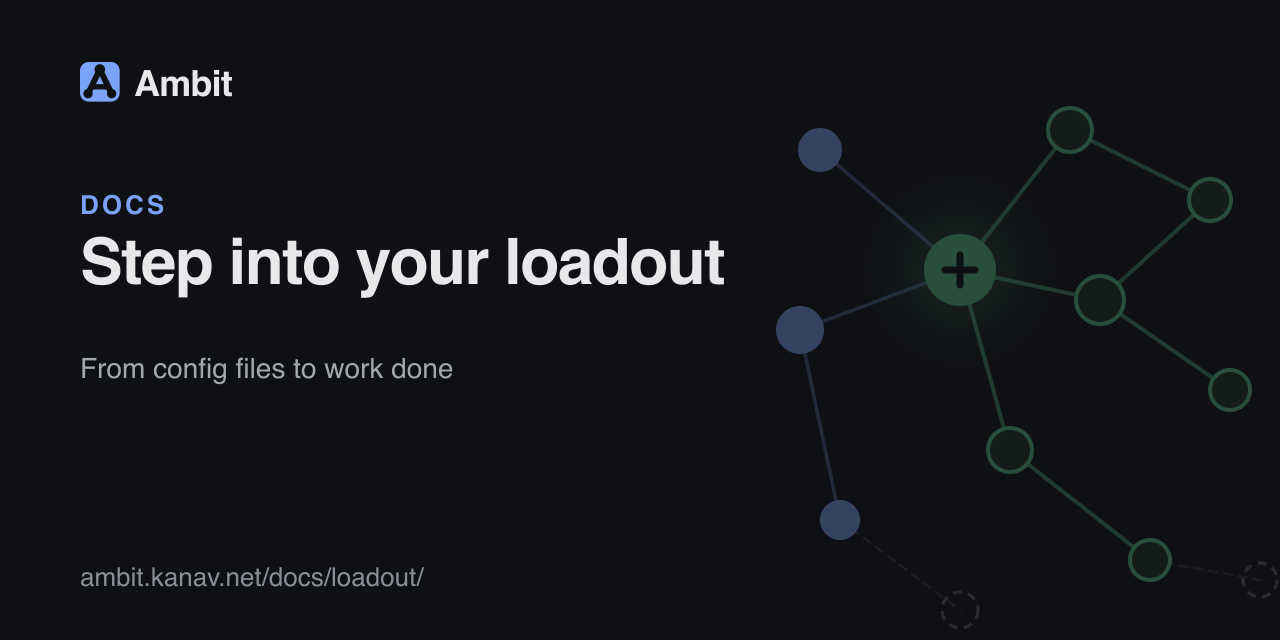 Ambit
DOCS
Step into your loadout
From config files to work done
ambit.kanav.net/docs/loadout/